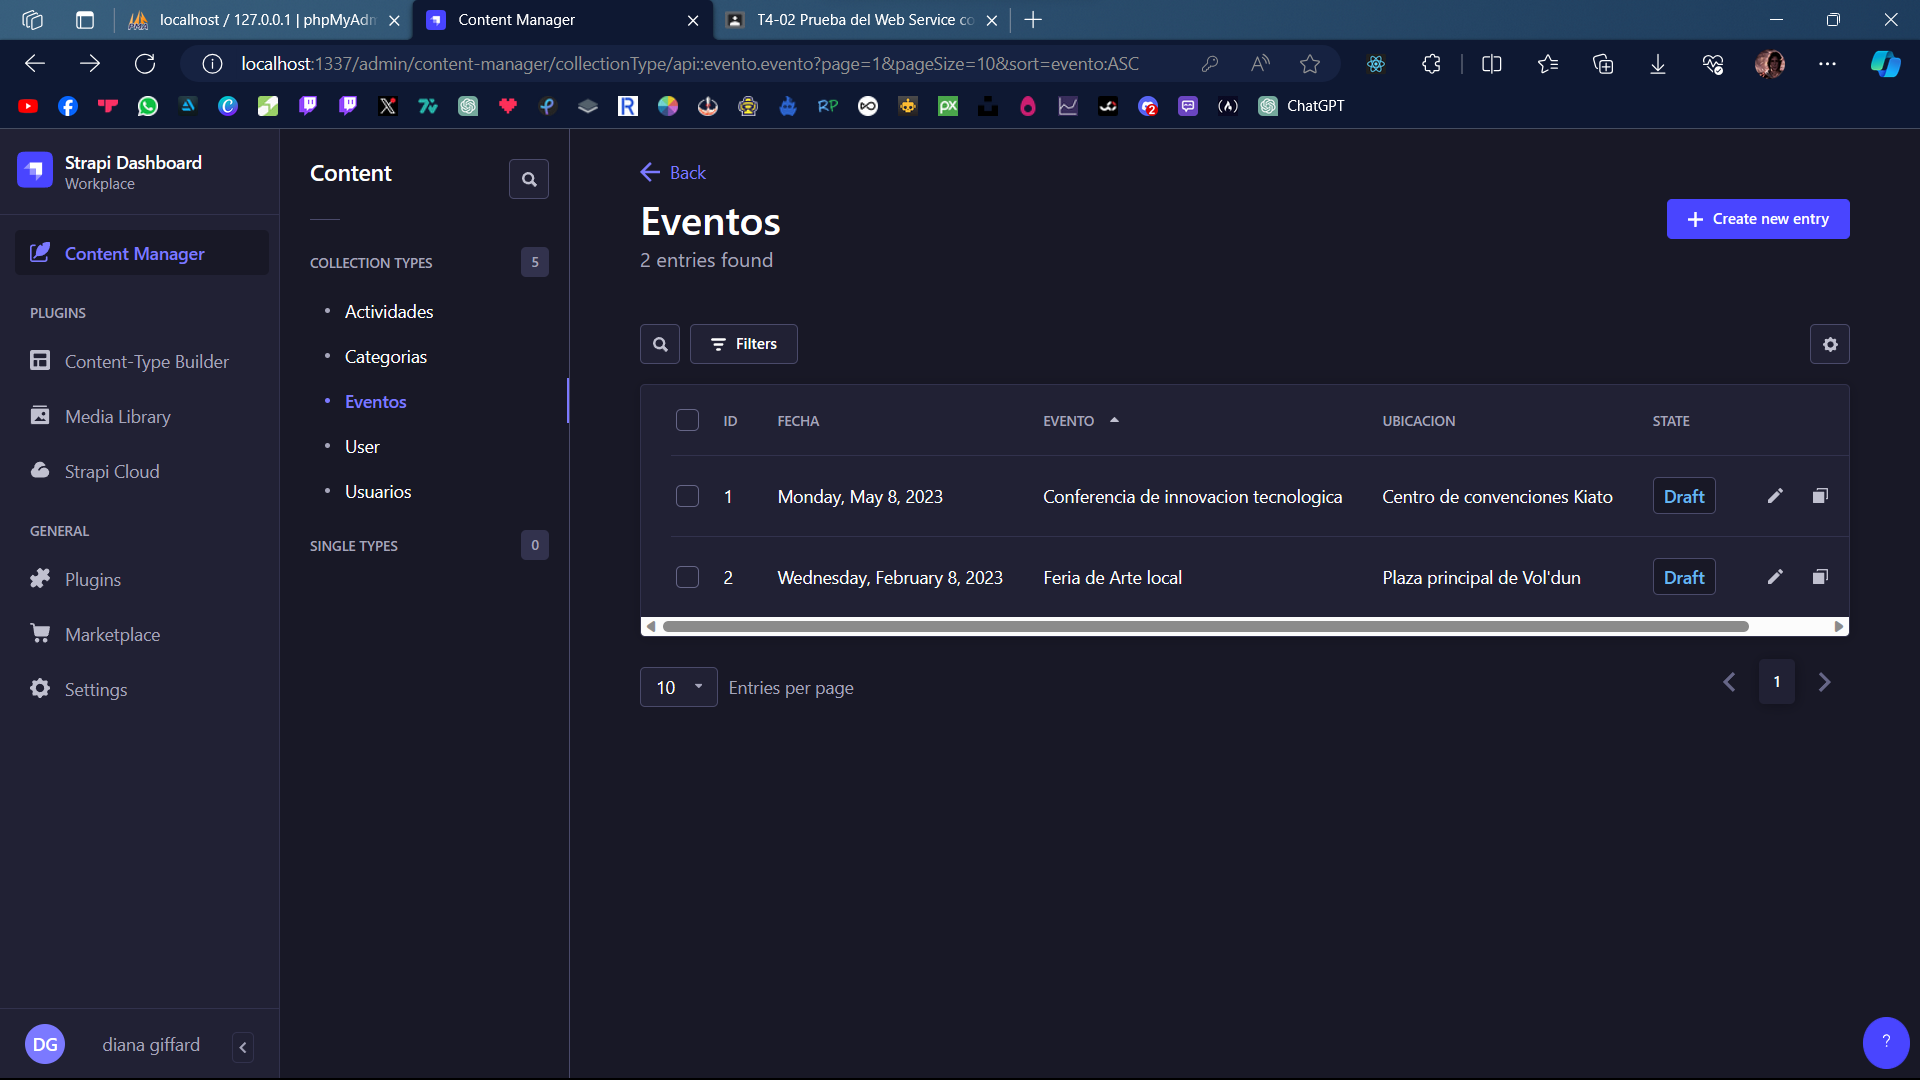 localhost / 127.0.0.1 | phpMyAdm
Content Manager
T4-02 Prueba del Web Service co
localhost:1337/admin/content-manager/collectionType/api::evento.evento?page=1&pageSize=10&sort=evento:ASC
RP
PX
2
ChatGPT
Strapi Dashboard
Workplace
Content Manager
PLUGINS
Content-Type Builder
Media Library
Strapi Cloud
GENERAL
Plugins
Marketplace
Settings
DG
diana giffard
Content
COLLECTION TYPES
5
Actividades
Categorias
Eventos
User
Usuarios
SINGLE TYPES
0
Back
Eventos
2 entries found
Create new entry
Filters
ID FECHA EVENTO UBICACION STATE
1 Monday, May 8, 2023 Conferencia de innovacion tecnologica Centro de convenciones Kiato Draft
2 Wednesday, February 8, 2023 Feria de Arte local Plaza principal de Vol'dun Draft
10 Entries per page
1
?